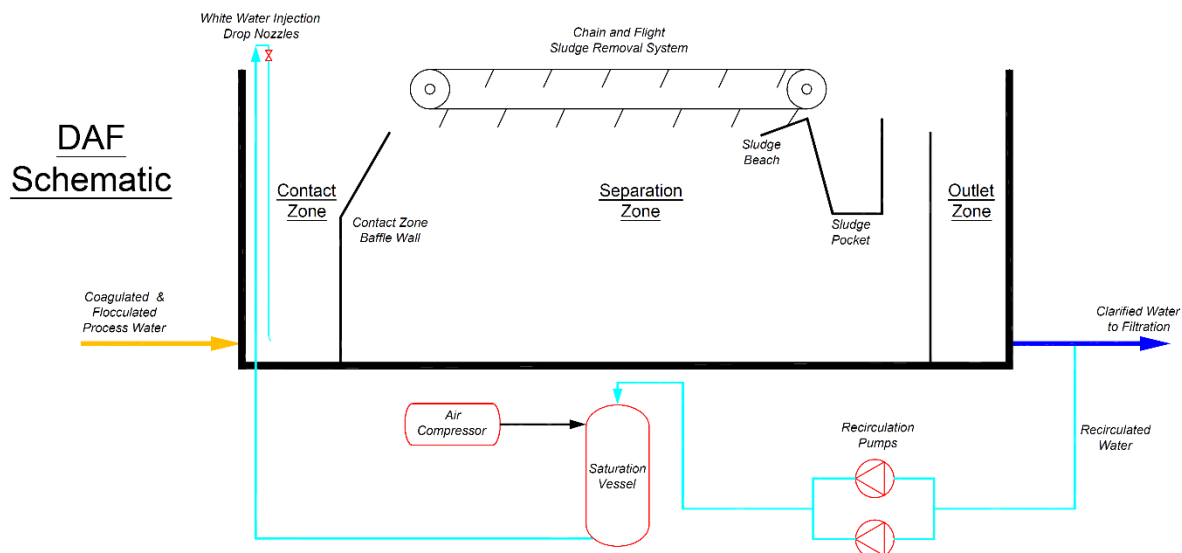 White Water Injection
Drop Nozzles
Chain and Flight
Sludge Removal System
DAF
Schematic
Contact
Zone
Contact Zone
Baffle Wall
Separation
Zone
Sludge
Beach
Sludge
Pocket
Outlet
Zone
Coagulated &
Flocculated
Process Water
Clarified Water
to Filtration
Air
Compressor
Saturation
Vessel
Recirculation
Pumps
Recirculated
Water